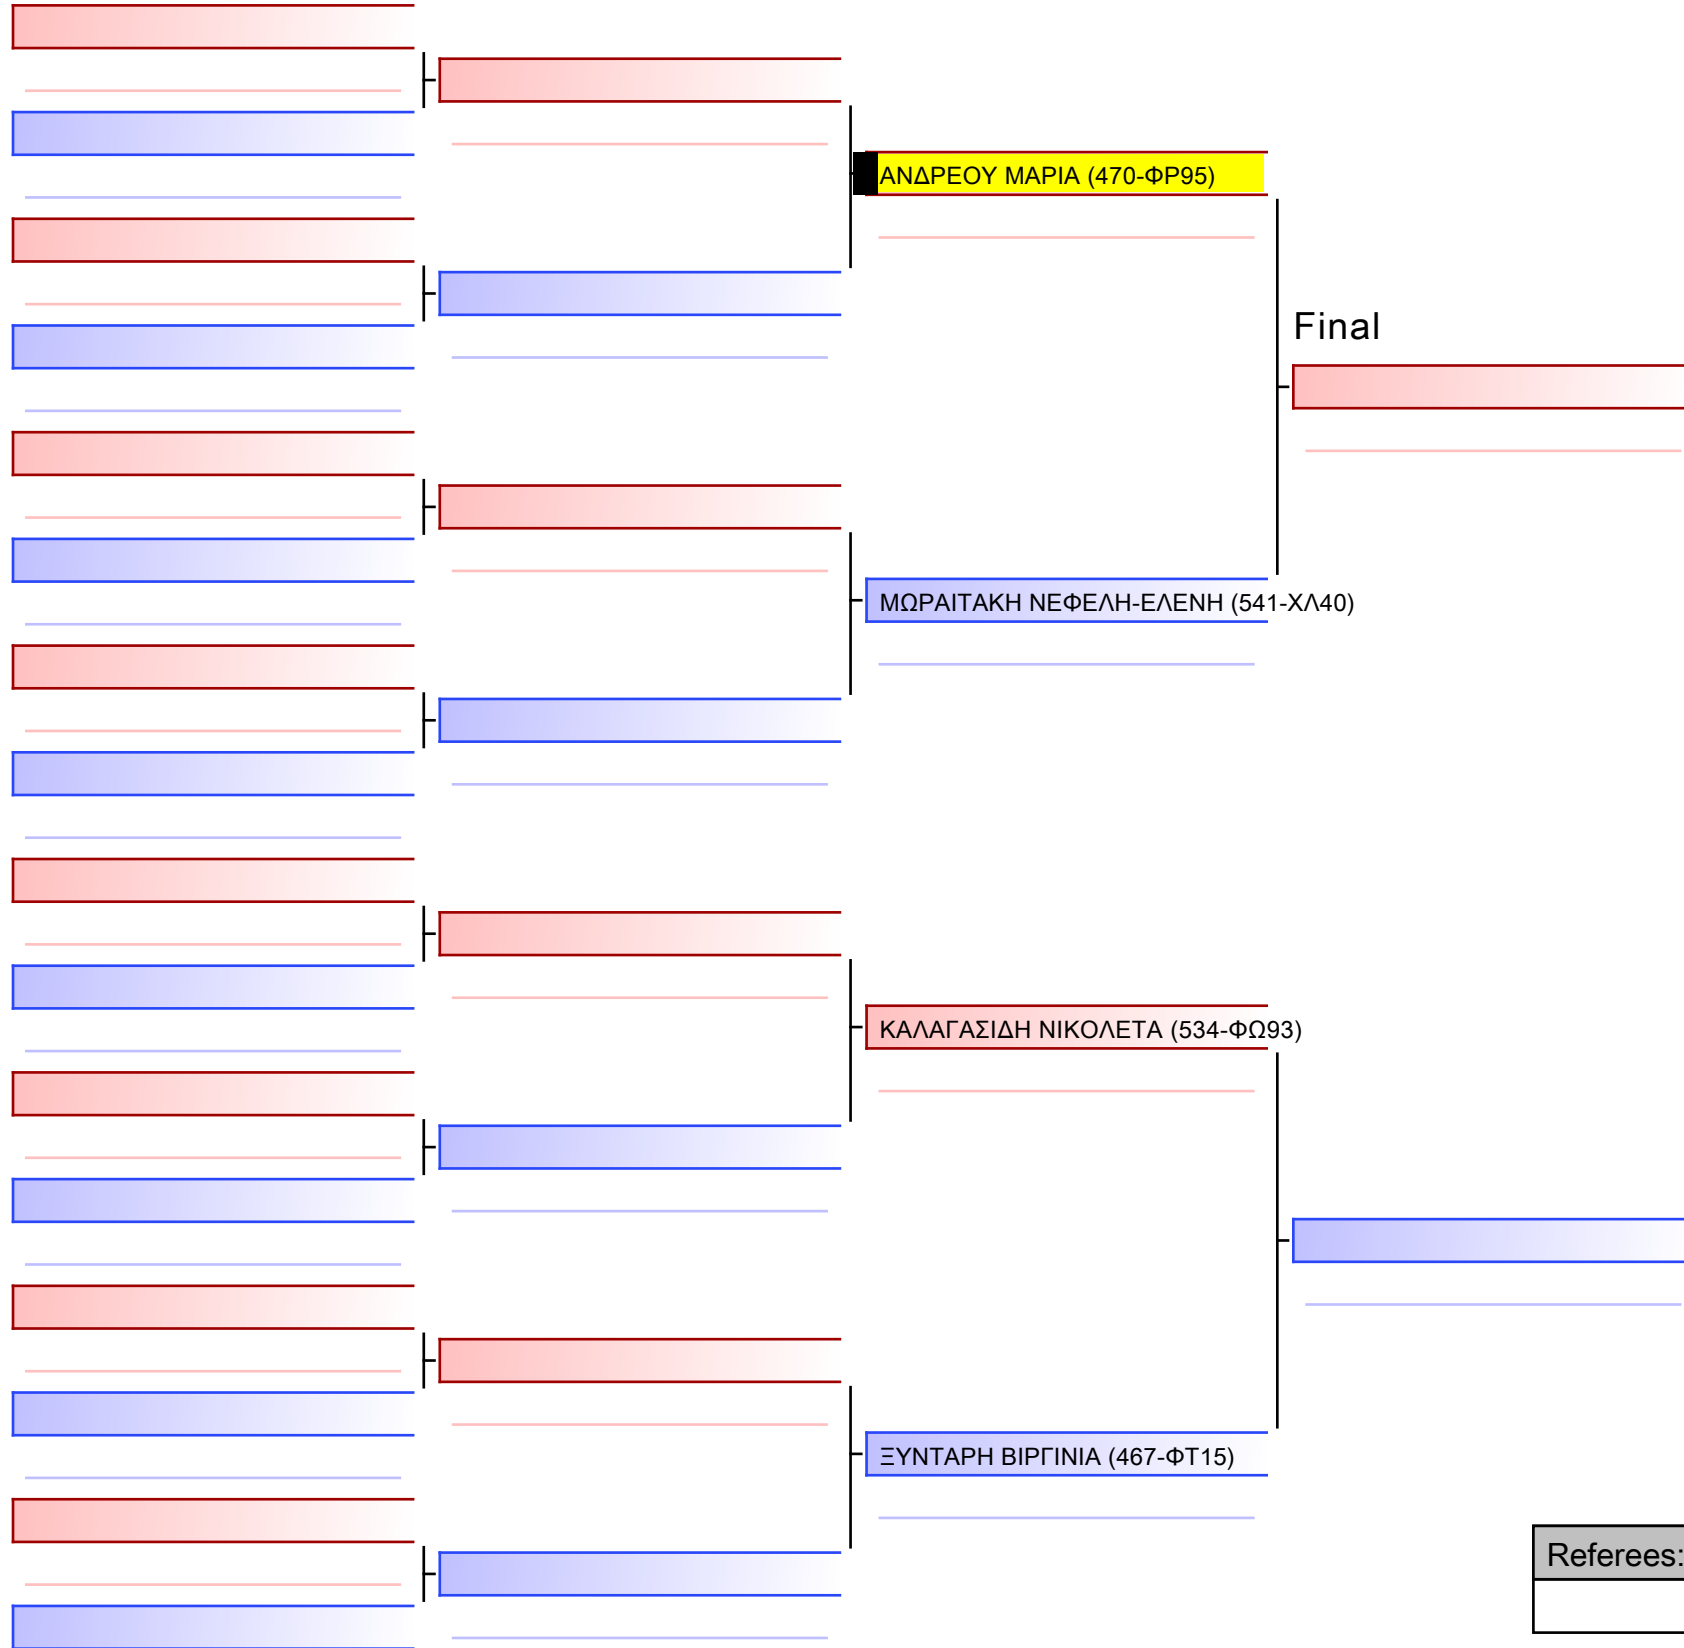 ΑΝΔΡΕΟΥ ΜΑΡΙΑ (470-ΦΡ95)
Final
ΜΩΡΑΙΤΑΚΗ ΝΕΦΕΛΗ-ΕΛΕΝΗ (541-ΧΛ40)
ΚΑΛΑΓΑΣΙΔΗ ΝΙΚΟΛΕΤΑ (534-ΦΩ93)
ΞΥΝΤΑΡΗ ΒΙΡΓΙΝΙΑ (467-ΦΤ15)
Referees: